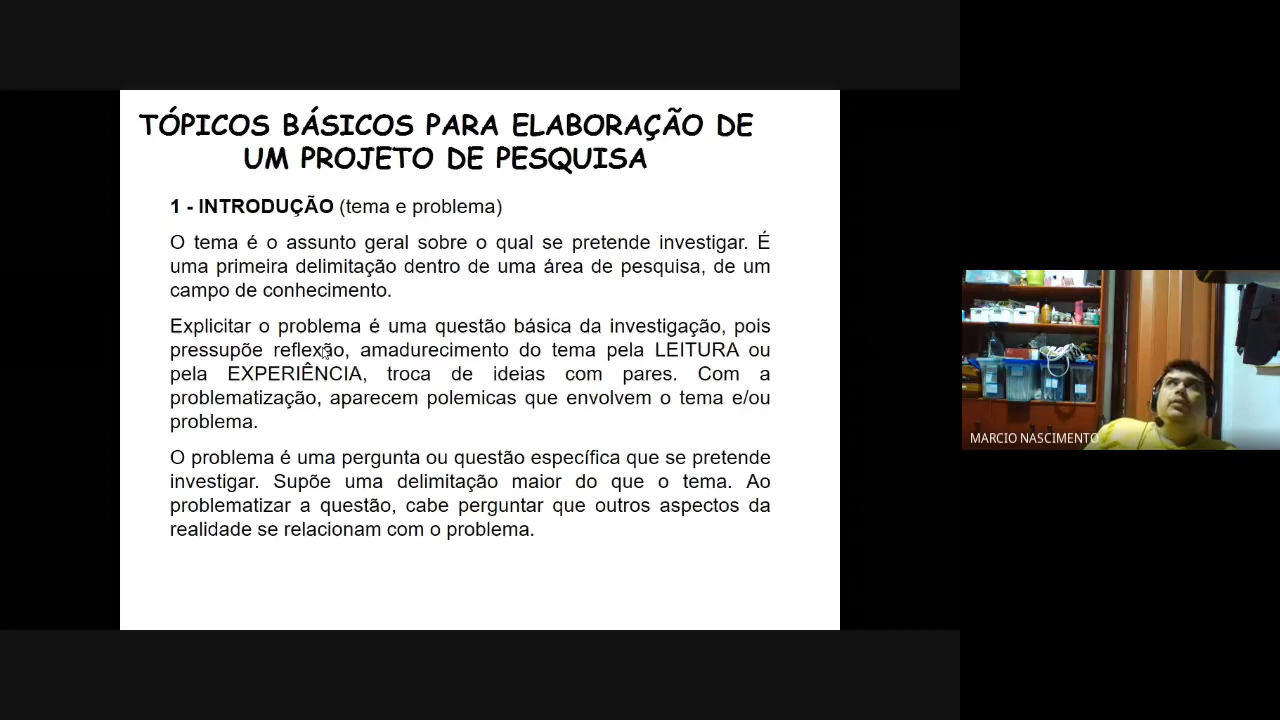 TÓPICOS BÁSICOS PARA ELABORAÇÃO DE
UM PROJETO DE PESQUISA
1 - INTRODUÇÃO (tema e problema)
O tema é o assunto geral sobre o qual se pretende investigar. É
uma primeira delimitação dentro de uma área de pesquisa, de um
campo de conhecimento.
Explicitar o problema é uma questão básica da investigação, pois
pressupõe reflexão, amadurecimento do tema pela LEITURA ou
pela EXPERIÊNCIA, troca de ideias com pares. Com a
problematização, aparecem polemicas que envolvem o tema e/ou
problema.
O problema é uma pergunta ou questão específica que se pretende
investigar. Supõe uma delimitação maior do que o tema. Ao
problematizar a questão, cabe perguntar que outros aspectos da
realidade se relacionam com o problema.
MARCIO NASCIMENTO